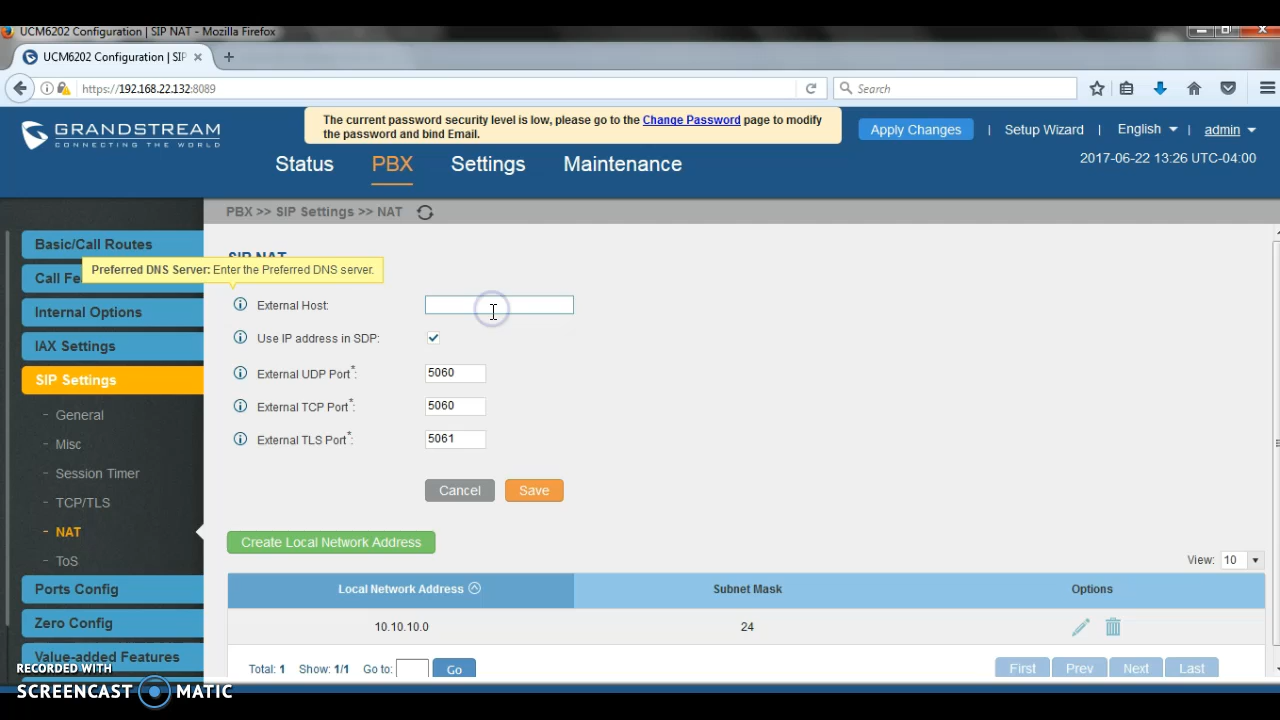 UCM6202 Configuration | SIP NAT - Mozilla Firefox
UCM6202 Configuration | SIP
https://192.168.22.132:8089
Search
GRANDSTREAM
CONNECTING THE WORLD
The current password security level is low, please go to the Change Password page to modify
the password and bind Email.
Apply Changes | Setup Wizard | English | admin
2017-06-22 13:26 UTC-04:00
Status PBX Settings Maintenance
PBX >> SIP Settings >> NAT
Basic/Call Routes
Call Fe
Internal Options
IAX Settings
SIP Settings
- General
- Misc
- Session Timer
- TCP/TLS
- NAT
- ToS
Ports Config
Zero Config
Value-added Features
SIP NAT
Preferred DNS Server: Enter the Preferred DNS server.
External Host:
Use IP address in SDP:
External UDP Port*: 5060
External TCP Port*: 5060
External TLS Port*: 5061
Cancel Save
Create Local Network Address
View: 10
Local Network Address Subnet Mask Options
10.10.10.0 24
Total: 1 Show: 1/1 Go to: Go First Prev Next Last
RECORDED WITH
SCREENCAST MATIC